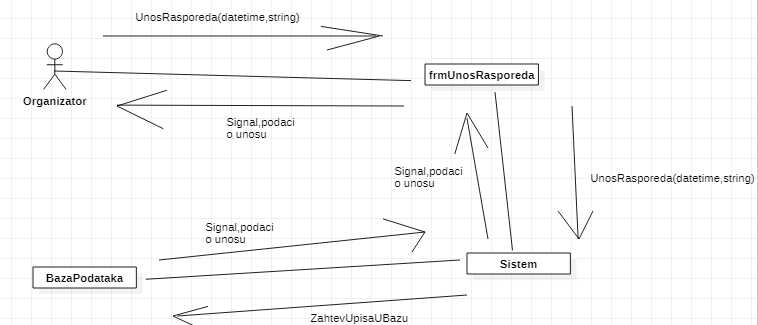 UnosRasporeda(datetime,string)
frmUnosRasporeda
Organizator
Signal,podaci
o unosu
Signal,podaci
o unosu
UnosRasporeda(datetime,string)
Signal,podaci
o unosu
Sistem
BazaPodataka
ZahtevUpisaUBazu